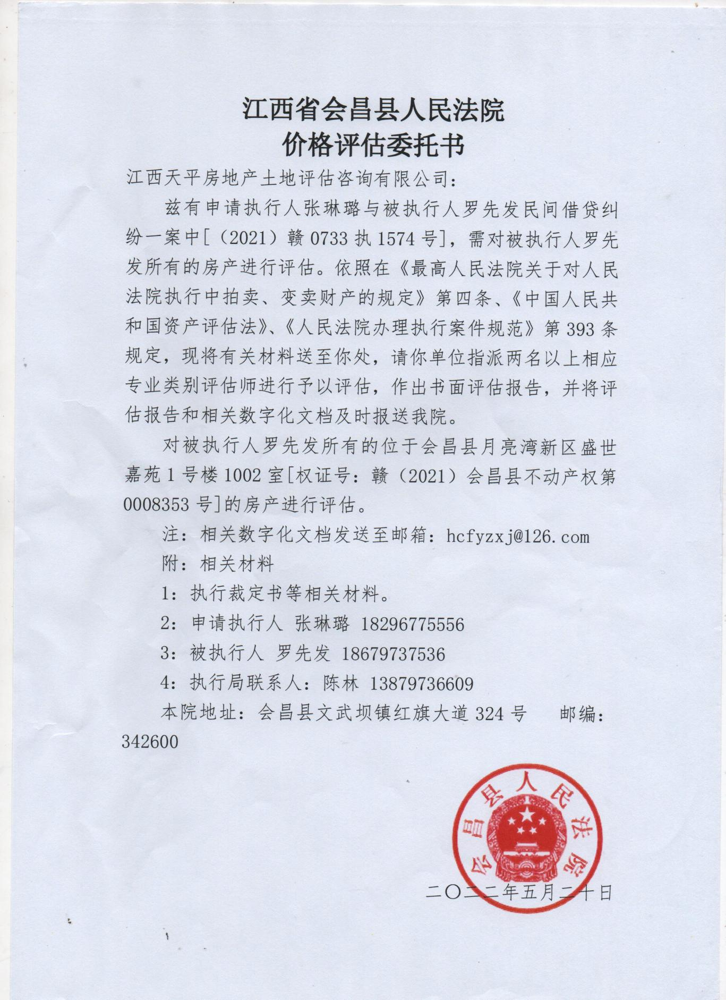 江西省会昌县人民法院
价格评估委托书
江西天平房地产土地评估咨询有限公司：
兹有申请执行人张琳璐与被执行人罗先发民间借贷纠
纷一案中[（2021）赣 0733 执 1574 号]，需对被执行人罗先
发所有的房产进行评估。依照在《最高人民法院关于对人民
法院执行中拍卖、变卖财产的规定》第四条、《中国人民共
和国资产评估法》、《人民法院办理执行案件规范》第 393 条
规定，现将有关材料送至你处，请你单位指派两名以上相应
专业类别评估师进行予以评估，作出书面评估报告，并将评
估报告和相关数字化文档及时报送我院。
对被执行人罗先发所有的位于会昌县月亮湾新区盛世
嘉苑 1 号楼 1002 室[权证号：赣（2021）会昌县不动产权第
0008353 号]的房产进行评估。
注：相关数字化文档发送至邮箱：hcfyzxj@126.com
附：相关材料
1：执行裁定书等相关材料。
2：申请执行人 张琳璐 18296775556
3：被执行人 罗先发 18679737536
4：执行局联系人：陈林 13879736609
本院地址：会昌县文武坝镇红旗大道 324 号 邮编：
342600
会昌县人民法院
二〇二二年五月二十日